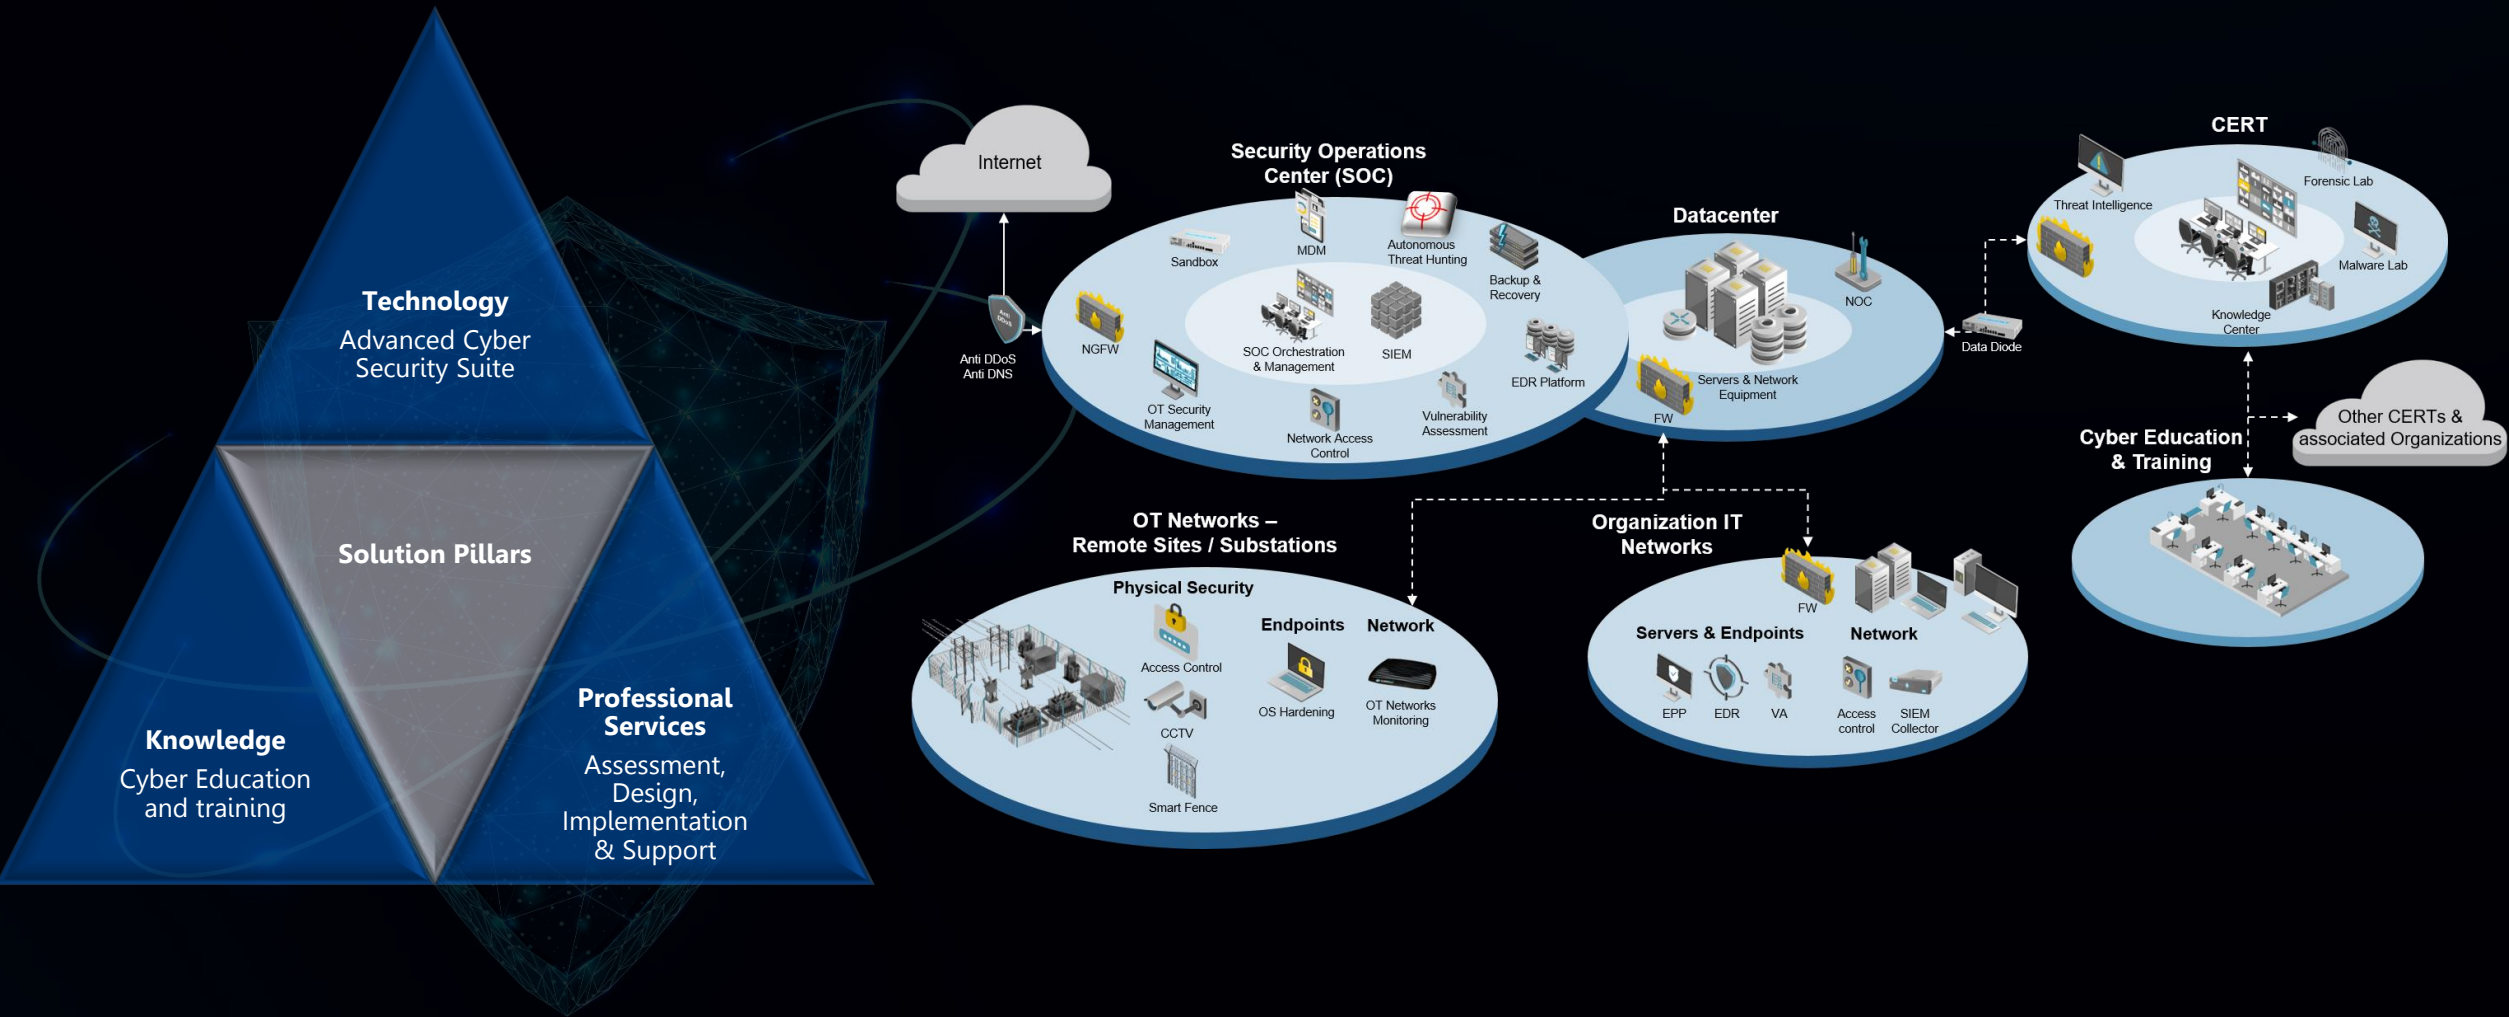 Technology
Advanced Cyber
Security Suite
Solution Pillars
Knowledge
Cyber Education
and training
Professional
Services
Assessment,
Design,
Implementation
& Support
Internet
Anti
DDoS
Anti DDoS
Anti DNS
Security Operations
Center (SOC)
Sandbox
MDM
Autonomous
Threat Hunting
Backup &
Recovery
NGFW
SOC Orchestration
& Management
SIEM
EDR Platform
OT Security
Management
Network Access
Control
Vulnerability
Assessment
Datacenter
NOC
Servers & Network
Equipment
FW
Data Diode
CERT
Threat Intelligence
Forensic Lab
Malware Lab
Knowledge
Center
Other CERTs &
associated Organizations
Cyber Education
& Training
OT Networks –
Remote Sites / Substations
Physical Security
Access Control
CCTV
Smart Fence
Endpoints
OS Hardening
Network
OT Networks
Monitoring
Organization IT
Networks
FW
Servers & Endpoints
EPP
EDR
VA
Network
Access
control
SIEM
Collector